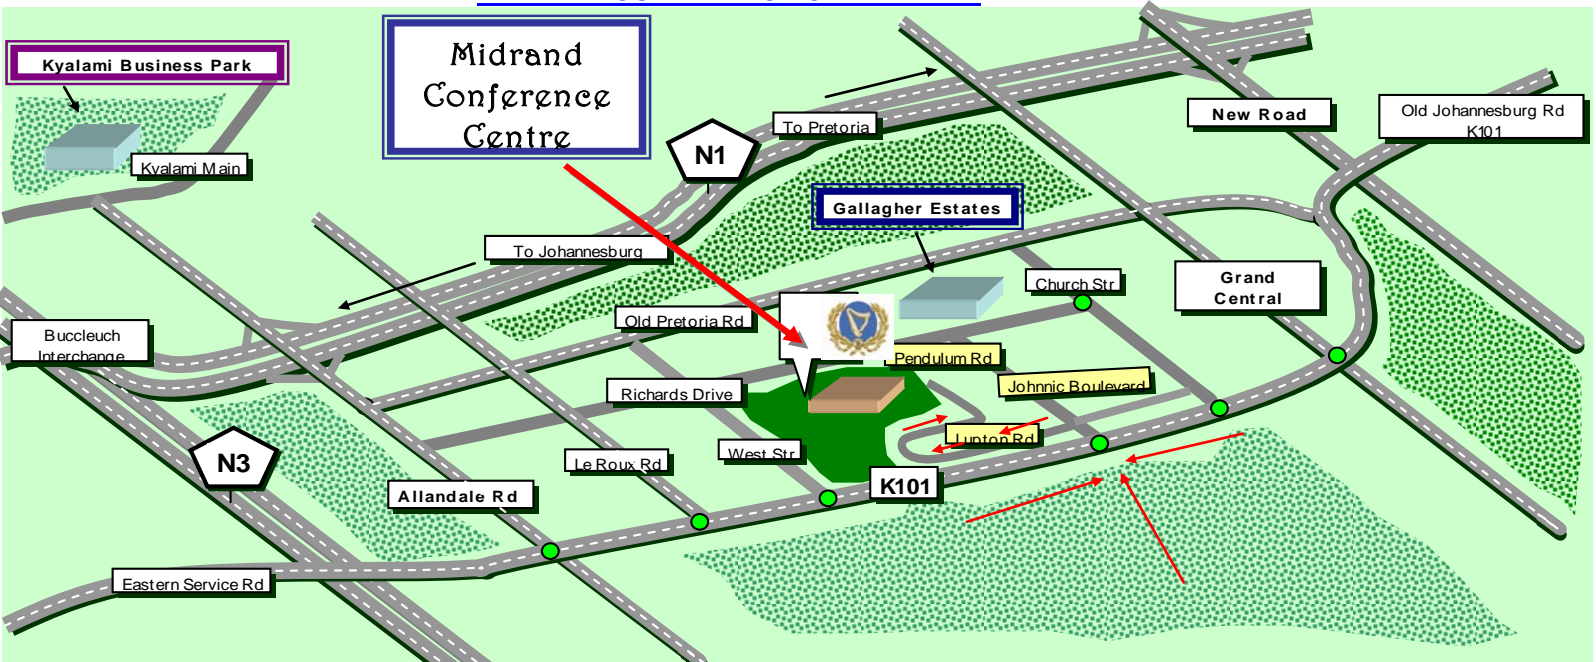 Kyalami Business Park
Midrand
Conference
Centre
Kyalami Main
N1
To Pretoria
New Road
Old Johannesburg Rd
K101
Gallagher Estates
To Johannesburg
Church Str
Grand
Central
Buccleuch
Interchange
Old Pretoria Rd
Pendulum Rd
Johnnic Boulevard
Richards Drive
Lupton Rd
West Str
Le Roux Rd
N3
K101
Allandale Rd
Eastern Service Rd